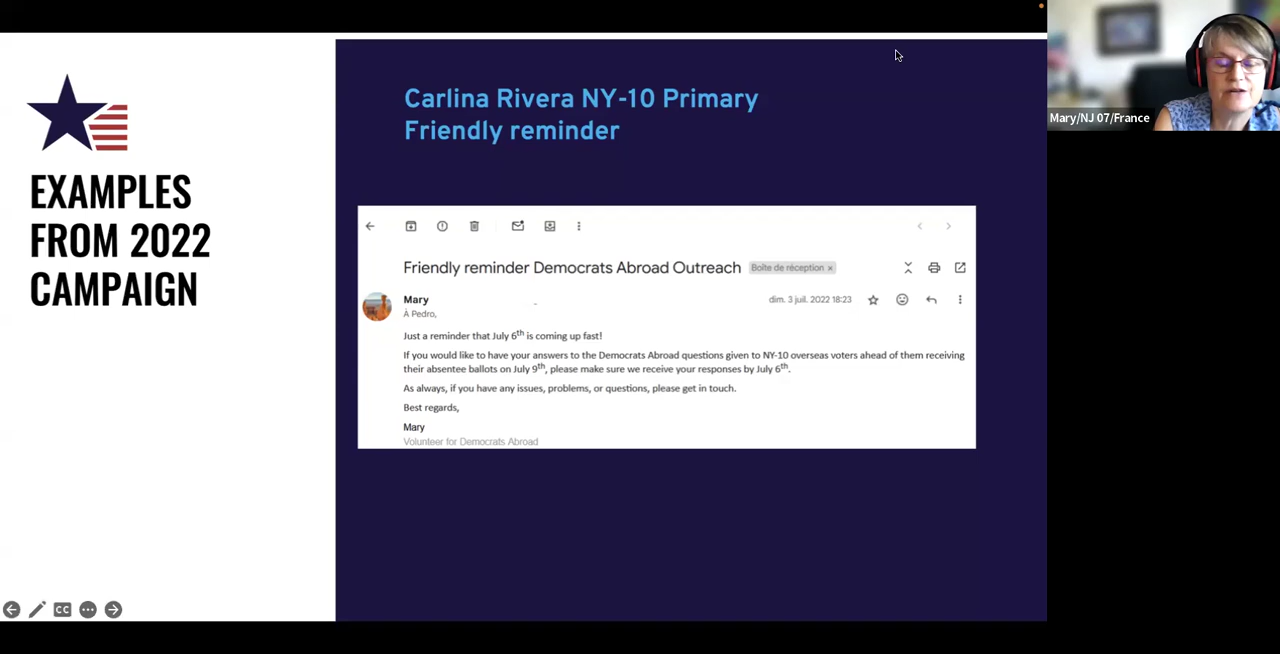 Carlina Rivera NY-10 Primary
Friendly reminder
Mary/NJ 07/France
EXAMPLES
FROM 2022
CAMPAIGN
Friendly reminder Democrats Abroad Outreach
Boîte de réception ×
Mary
dim. 3 juil. 2022 18:23
À Pedro,
Just a reminder that July 6th is coming up fast!
If you would like to have your answers to the Democrats Abroad questions given to NY-10 overseas voters ahead of them receiving
their absentee ballots on July 9th, please make sure we receive your responses by July 6th.
As always, if you have any issues, problems, or questions, please get in touch.
Best regards,
Mary
Volunteer for Democrats Abroad
CC